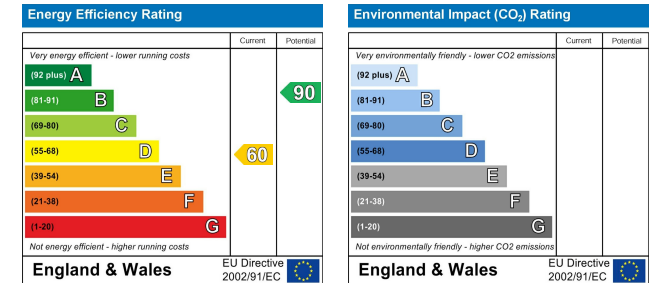 Energy Efficiency Rating
Current Potential
Very energy efficient - lower running costs
(92 plus) A
(81-91) B
90
(69-80) C
(55-68) D
60
(39-54) E
(21-38) F
(1-20) G
Not energy efficient - higher running costs
England & Wales
EU Directive
2002/91/EC
Environmental Impact (CO₂) Rating
Current Potential
Very environmentally friendly - lower CO2 emissions
(92 plus) A
(81-91) B
(69-80) C
(55-68) D
(39-54) E
(21-38) F
(1-20) G
Not environmentally friendly - higher CO2 emissions
England & Wales
EU Directive
2002/91/EC